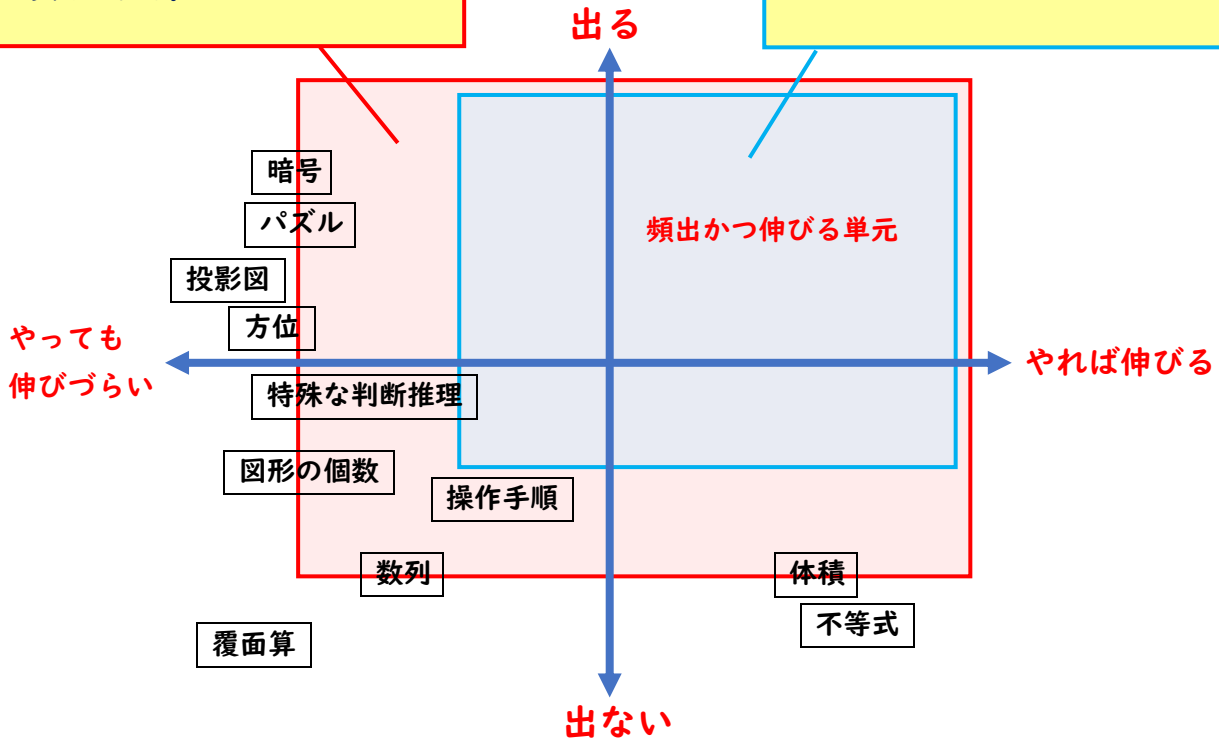 出る
暗号
パズル
頻出かつ伸びる単元
投影図
方位
やっても
伸びづらい
やれば伸びる
特殊な判断推理
図形の個数
操作手順
数列
体積
不等式
覆面算
出ない